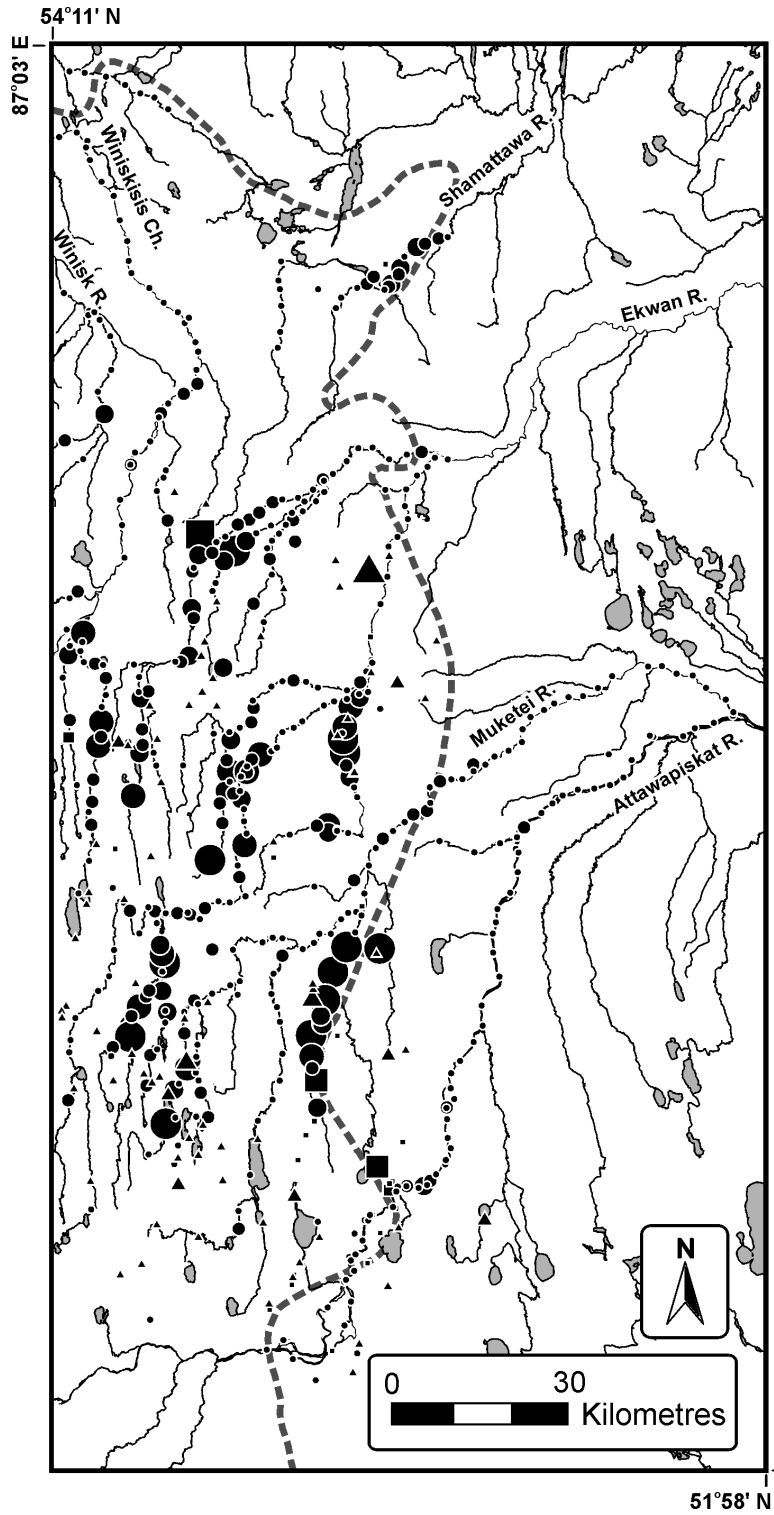 54°11' N
87°03' E
Winiskisis Ch.
Shamattawa R.
Winisk R.
Ekwan R.
Muketei R.
Attawapiskat R.
N
0 30
Kilometres
51°58' N